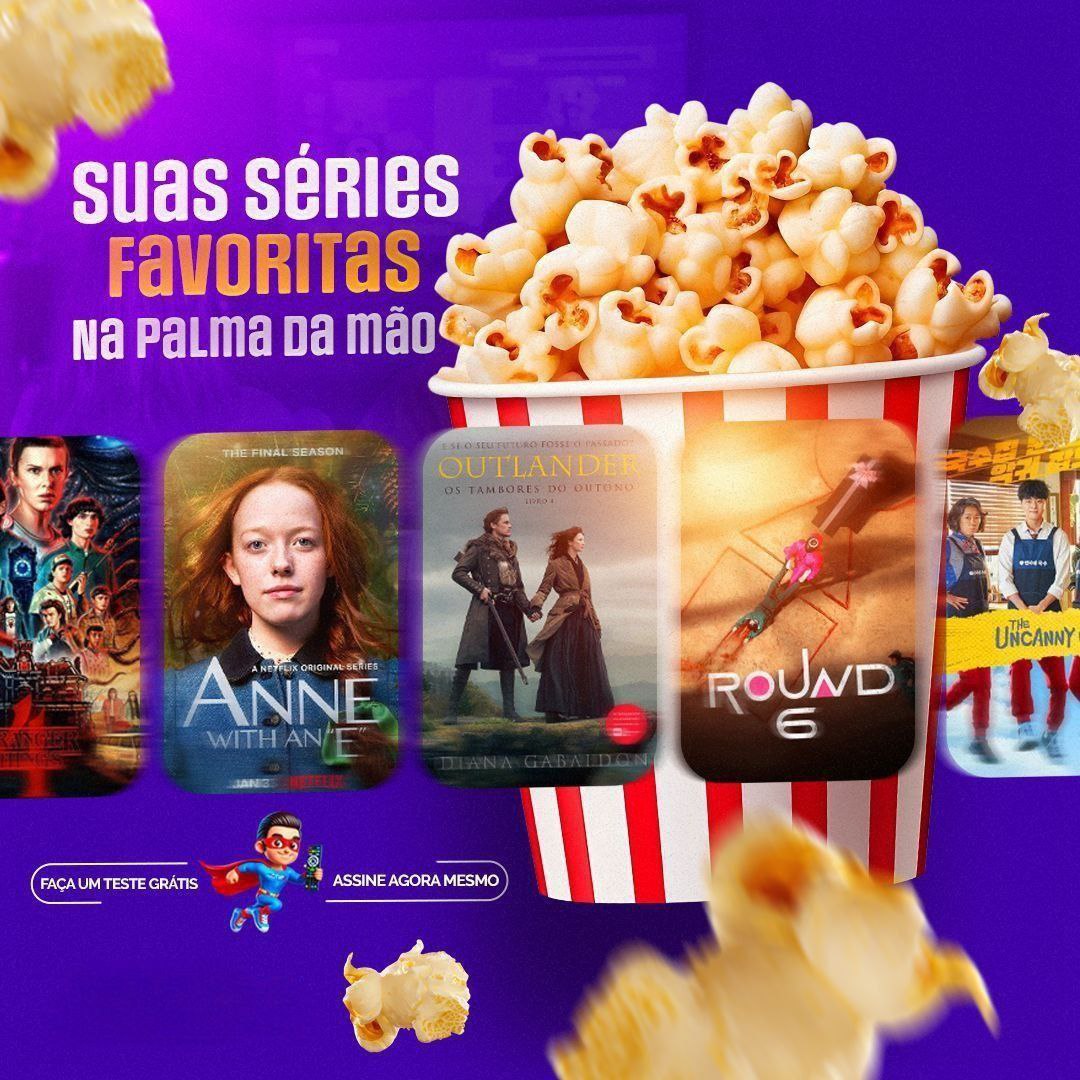 SUAS SÉRIES
FAVORITAS
NA PALMA DA MÃO
THE FINAL SEASON
A NETFLIX ORIGINAL SERIES
ANNE
WITH AN "E"
NETFLIX
E SE O SEU FUTURO FOSSE O PASSADO?
OUTLANDER
OS TAMBORES DO OUTONO
LIVRO 4
DIANA GABALDON
ROUND
6
THE
UNCANNY
FAÇA UM TESTE GRÁTIS
ASSINE AGORA MESMO